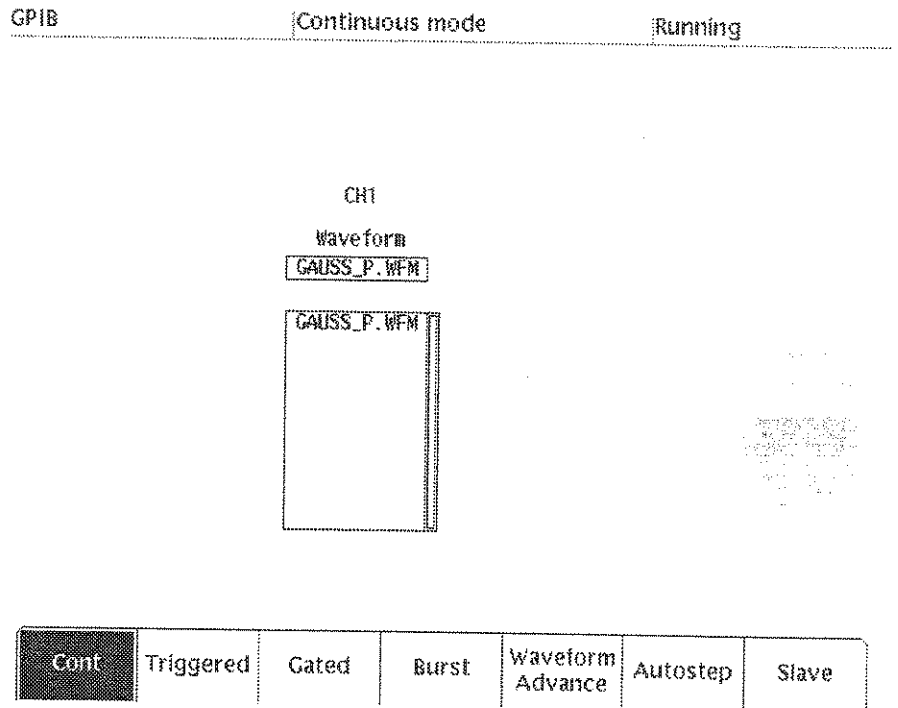 GPIB Continuous mode Running
CH1
Waveform
GAUSS_P.WFM
GAUSS_P.WFM
Cont Triggered Gated Burst Waveform Advance Autostep Slave